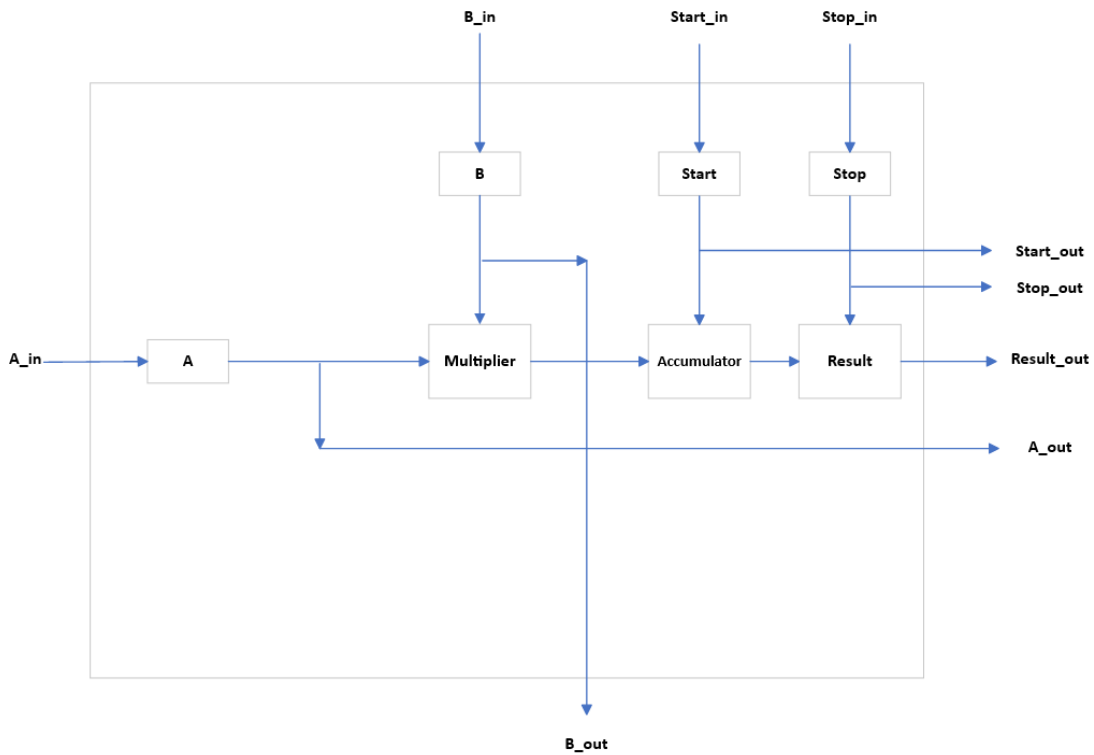 B_in
Start_in
Stop_in
B
Start
Stop
Start_out
Stop_out
A_in
A
Multiplier
Accumulator
Result
Result_out
A_out
B_out